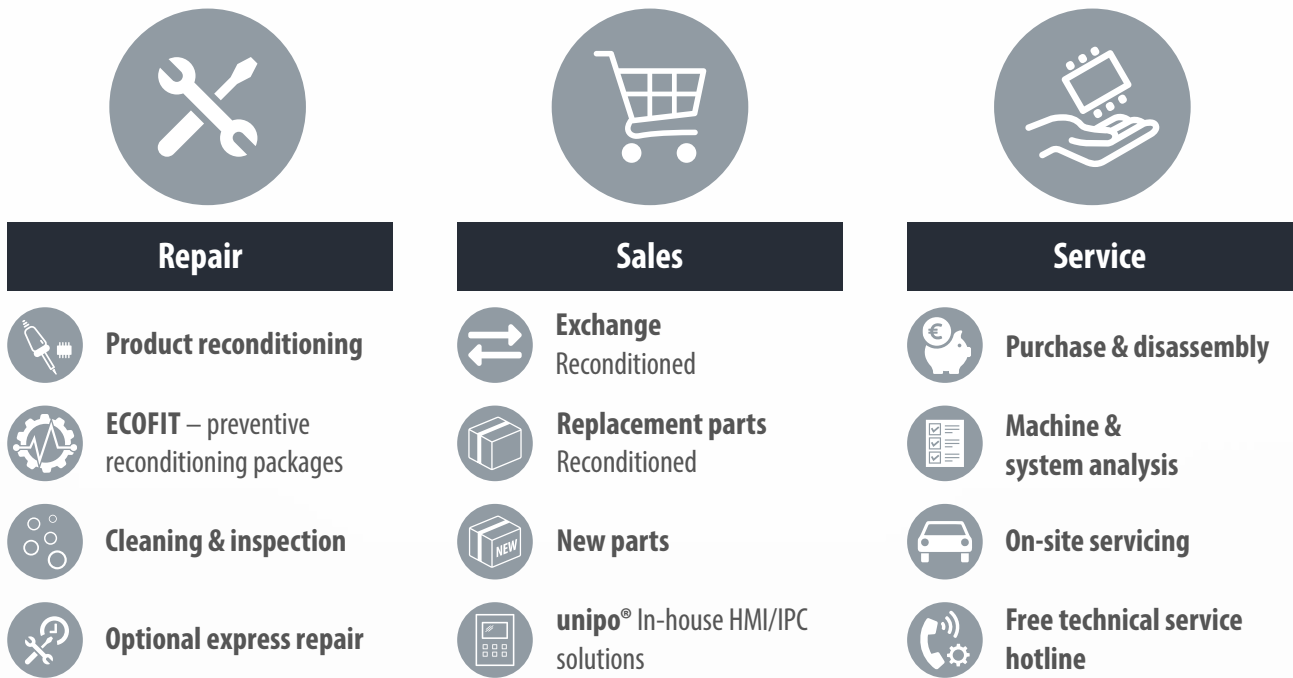 Repair
Product reconditioning
ECOFIT – preventive
reconditioning packages
Cleaning & inspection
Optional express repair
Sales
Exchange
Reconditioned
Replacement parts
Reconditioned
NEW
New parts
unipo® In-house HMI/IPC
solutions
Service
€
Purchase & disassembly
Machine &
system analysis
On-site servicing
Free technical service
hotline